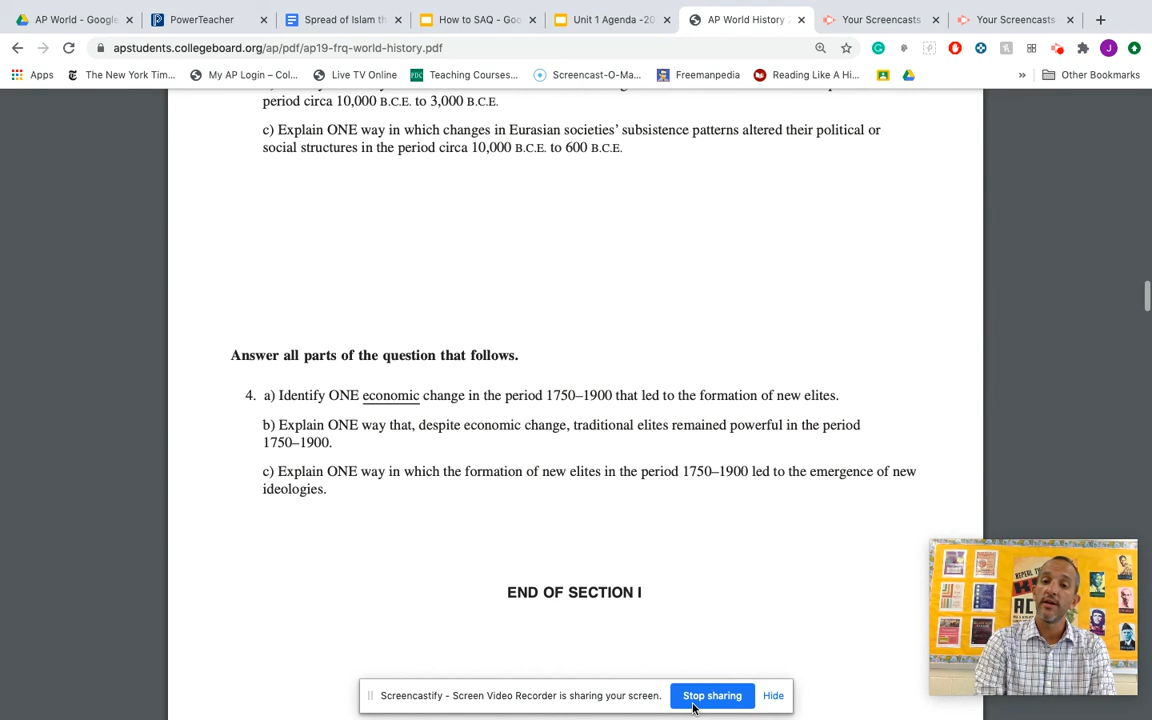 AP World - Google
PowerTeacher
Spread of Islam th
How to SAQ - Goo
Unit 1 Agenda -20
AP World History
Your Screencasts
Your Screencasts
apstudents.collegeboard.org/ap/pdf/ap19-frq-world-history.pdf
Apps
The New York Tim...
My AP Login – Col...
Live TV Online
Teaching Courses...
Screencast-O-Ma...
Freemanpedia
Reading Like A Hi...
»
Other Bookmarks
period circa 10,000 B.C.E. to 3,000 B.C.E.
c) Explain ONE way in which changes in Eurasian societies' subsistence patterns altered their political or
social structures in the period circa 10,000 B.C.E. to 600 B.C.E.
Answer all parts of the question that follows.
4. a) Identify ONE economic change in the period 1750–1900 that led to the formation of new elites.
b) Explain ONE way that, despite economic change, traditional elites remained powerful in the period
1750–1900.
c) Explain ONE way in which the formation of new elites in the period 1750–1900 led to the emergence of new
ideologies.
END OF SECTION I
REPEAL
AC
Screencastify - Screen Video Recorder is sharing your screen.
Stop sharing
Hide